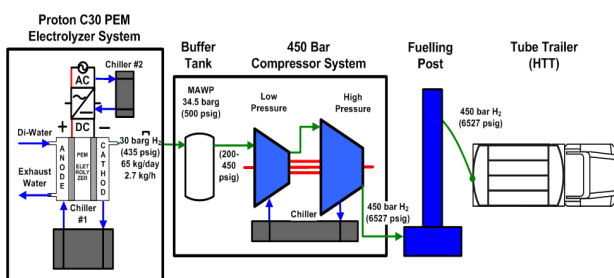 Proton C30 PEM
Electrolyzer System
AC
DC
Chiller #2
+
−
Di-Water
Exhaust
Water
ANODE
PEM
ELETROLYZER
CATHOD
Chiller
#1
30 barg H₂
(435 psig)
65 kg/day
2.7 kg/h
Buffer
Tank
MAWP
34.5 barg
(500 psi)
450 Bar
Compressor System
Low
Pressure
High
Pressure
(200-
450
psig)
Chiller
450 bar H₂
(6527 psig)
Fuelling
Post
450 bar H₂
(6527 psig)
Tube Trailer
(HTT)